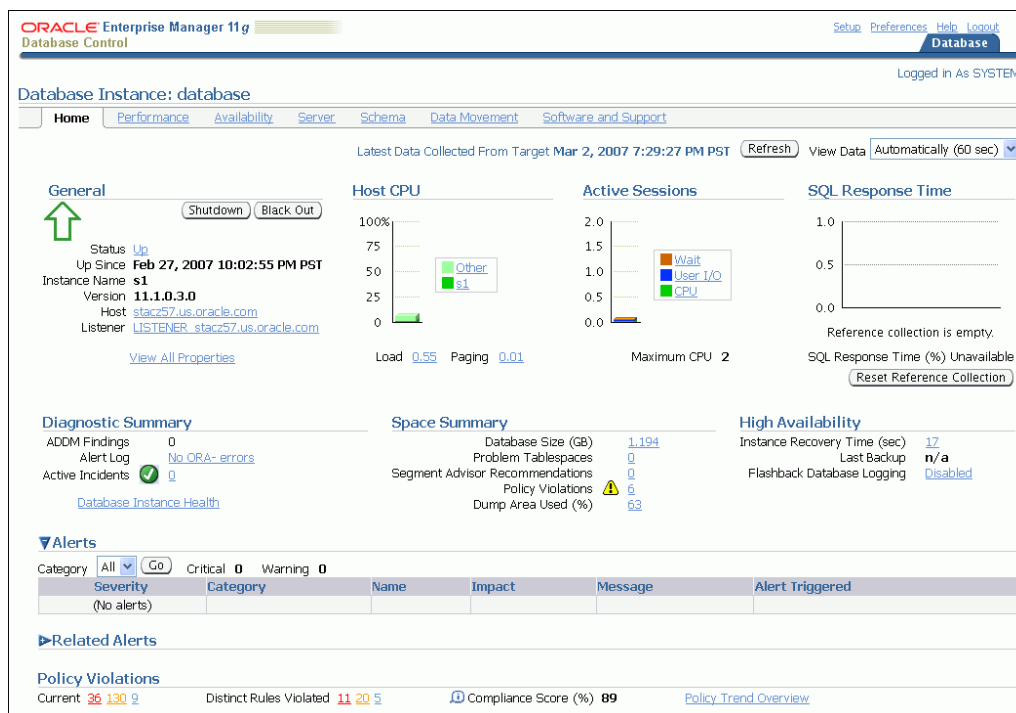 ORACLE Enterprise Manager 11g
Database Control
Setup Preferences Help Logout
Database
Logged in As SYSTEM
Database Instance: database
Home Performance Availability Server Schema Data Movement Software and Support
Latest Data Collected From Target Mar 2, 2007 7:29:27 PM PST Refresh View Data Automatically (60 sec)
General
Shutdown Black Out
Status Up
Up Since Feb 27, 2007 10:02:55 PM PST
Instance Name s1
Version 11.1.0.3.0
Host stacz57.us.oracle.com
Listener LISTENER_stacz57.us.oracle.com
View All Properties
Host CPU
100%
75
50
25
0
Other
s1
Load 0.55 Paging 0.01
Active Sessions
2.0
1.5
1.0
0.5
0.0
Wait
User I/O
CPU
Maximum CPU 2
SQL Response Time
1.0
0.5
0.0
Reference collection is empty.
SQL Response Time (%) Unavailable
Reset Reference Collection
Diagnostic Summary
ADDM Findings 0
Alert Log No ORA- errors
Active Incidents 0
Database Instance Health
Space Summary
Database Size (GB) 1.194
Problem Tablespaces 0
Segment Advisor Recommendations 0
Policy Violations 6
Dump Area Used (%) 63
High Availability
Instance Recovery Time (sec) 17
Last Backup n/a
Flashback Database Logging Disabled
Alerts
Category All Go Critical 0 Warning 0
Severity Category Name Impact Message Alert Triggered
(No alerts)
Related Alerts
Policy Violations
Current 36 130 9 Distinct Rules Violated 11 20 5 Compliance Score (%) 89 Policy Trend Overview